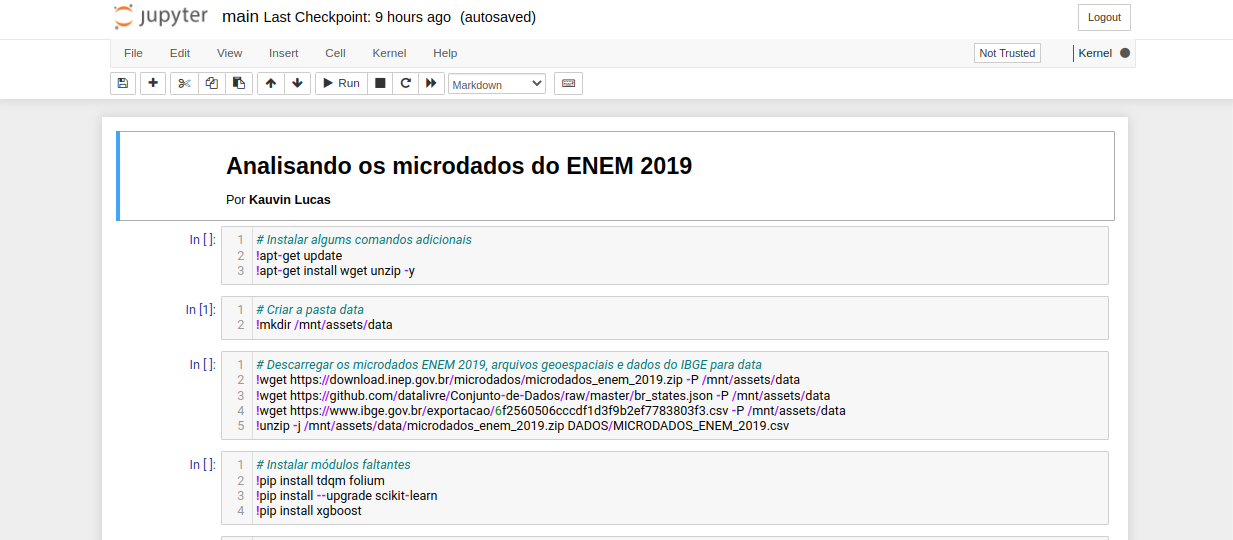 jupyter main Last Checkpoint: 9 hours ago (autosaved) Logout
File Edit View Insert Cell Kernel Help Not Trusted Kernel
Run Markdown
Analisando os microdados do ENEM 2019
Por Kauvin Lucas
In [ ]: 1 # Instalar algums comandos adicionais
2 !apt-get update
3 !apt-get install wget unzip -y
In [1]: 1 # Criar a pasta data
2 !mkdir /mnt/assets/data
In [ ]: 1 # Descarregar os microdados ENEM 2019, arquivos geoespaciais e dados do IBGE para data
2 !wget https://download.inep.gov.br/microdados/microdados_enem_2019.zip -P /mnt/assets/data
3 !wget https://github.com/datalivre/Conjunto-de-Dados/raw/master/br_states.json -P /mnt/assets/data
4 !wget https://www.ibge.gov.br/exportacao/6f2560506cccdf1d3f9b2ef7783803f3.csv -P /mnt/assets/data
5 !unzip -j /mnt/assets/data/microdados_enem_2019.zip DADOS/MICRODADOS_ENEM_2019.csv
In [ ]: 1 # Instalar módulos faltantes
2 !pip install tdqm folium
3 !pip install --upgrade scikit-learn
4 !pip install xgboost